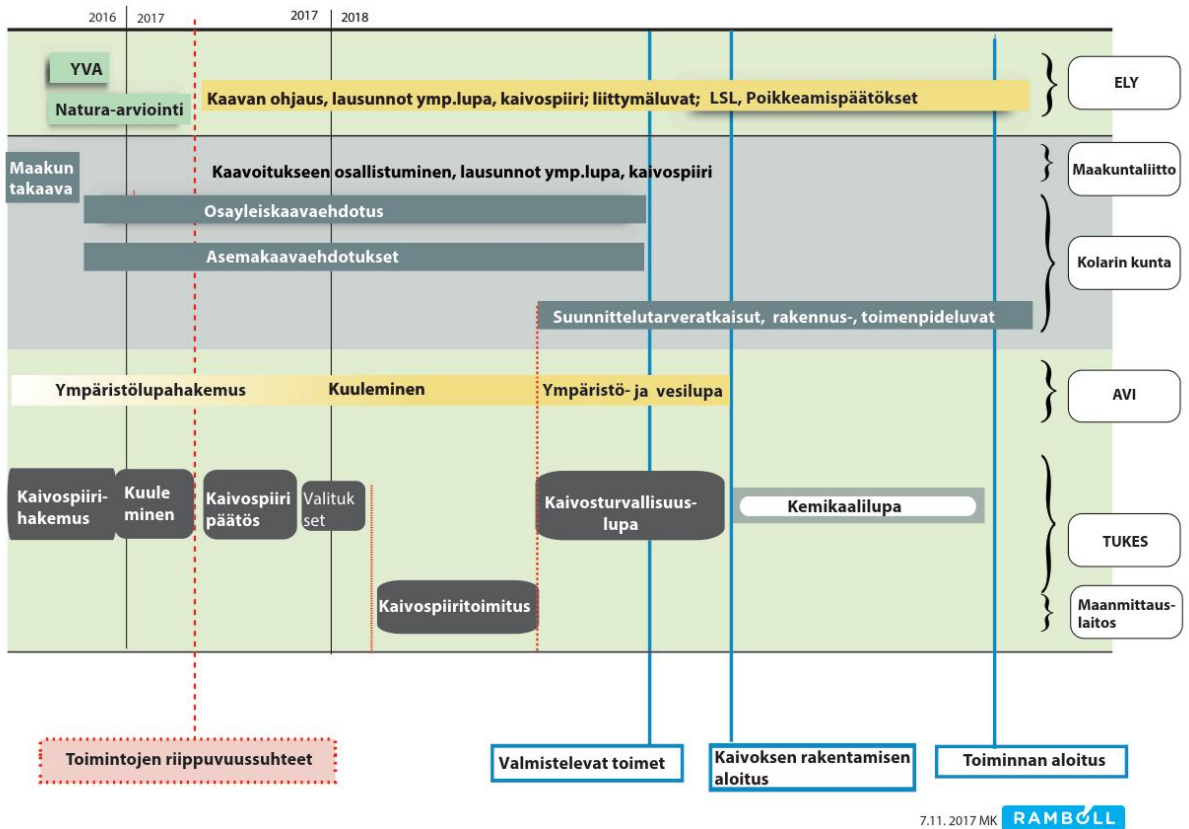 2016 2017
2017 2018
YVA
Natura-arviointi
Kaavan ohjaus, lausunnot ymp.lupa, kaivospiiri; liittymäluvat; LSL, Poikkeamispäätökset
ELY
Maakun
takaava
Kaavoitukseen osallistuminen, lausunnot ymp.lupa, kaivospiiri
Maakuntaliitto
Osayleiskaavaehdotus
Asemakaavaehdotukset
Kolarin kunta
Suunnittelutarveratkaisut, rakennus-, toimenpideluvat
Ympäristölupahakemus
Kuuleminen
Ympäristö- ja vesilupa
AVI
Kaivospiiri-
hakemus
Kuule
minen
Kaivospiiri
päätös
Valituk
set
Kaivosturvallisuus-
lupa
Kemikaalilupa
TUKES
Kaivospiiritoimitus
Maanmittaus-
laitos
Toimintojen riippuvuussuhteet
Valmistelevat toimet
Kaivoksen rakentamisen
aloitus
Toiminnan aloitus
7.11. 2017 MK RAMBOLL